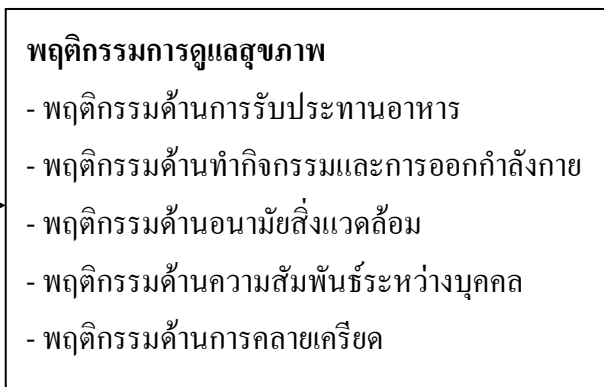 พฤติกรรมการดูแลสุขภาพ
- พฤติกรรมด้านการรับประทานอาหาร
- พฤติกรรมด้านทำกิจกรรมและการออกกำลังกาย
- พฤติกรรมด้านอนามัยสิ่งแวดล้อม
- พฤติกรรมด้านความสัมพันธ์ระหว่างบุคคล
- พฤติกรรมด้านการคลายเครียด